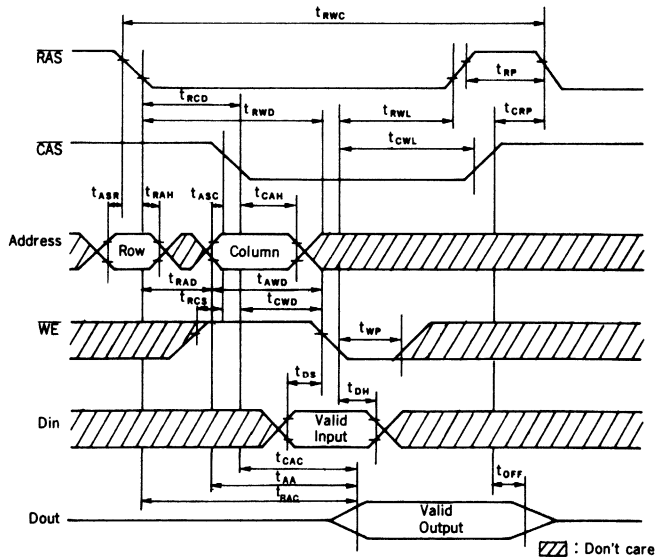 tRWC
RAS
tRP
tRCD
tRWD
tRWL
tCRP
CAS
tCWL
tASR
tRAH
tASC
tCAH
Address
Row
Column
tRAD
tAWD
tRCS
tCWD
WE
tWP
tDS
tDH
Din
Valid
Input
tCAC
tAA
tRAC
tOFF
Dout
Valid
Output
: Don't care